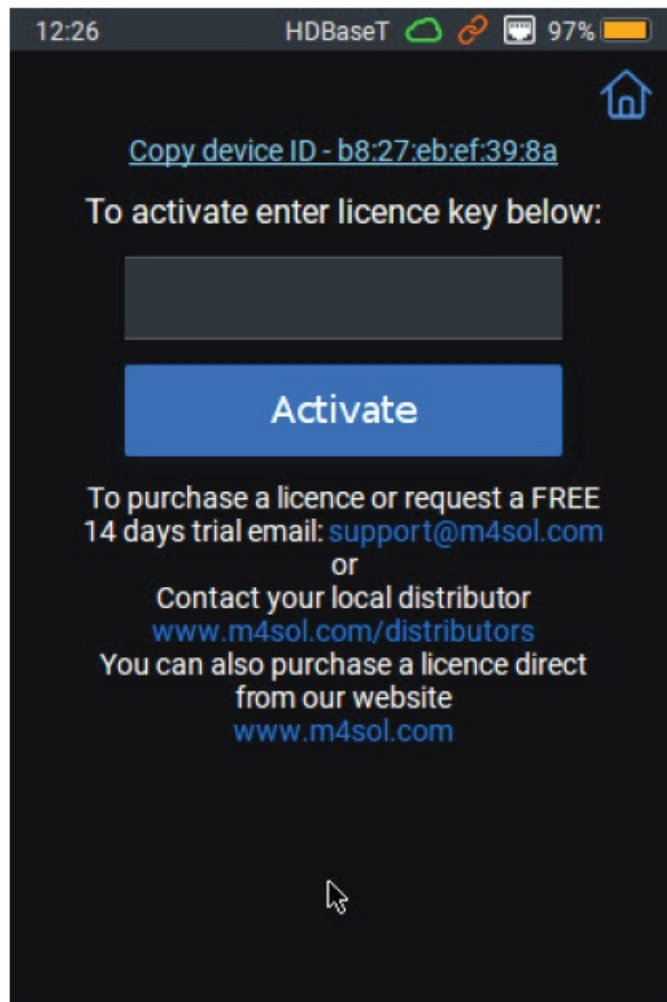 12:26 HDBaseT 97%
Copy device ID - b8:27:eb:ef:39:8a
To activate enter licence key below:
Activate
To purchase a licence or request a FREE
14 days trial email: support@m4sol.com
or
Contact your local distributor
www.m4sol.com/distributors
You can also purchase a licence direct
from our website
www.m4sol.com